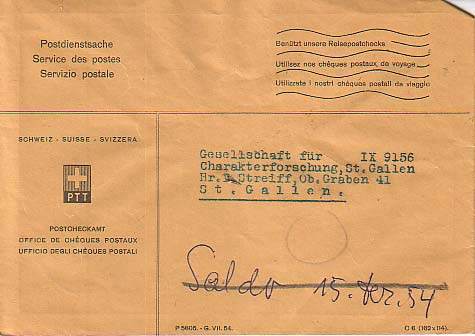 Postdienstsache
Service des postes
Servizio postale
Benützt unsere Reisepostchecks
Utilisez nos chèques postaux de voyage
Utilizzate i nostri chèques postali da viaggio
SCHWEIZ - SUISSE - SVIZZERA
PTT
POSTCHECKAMT
OFFICE DE CHÈQUES POSTAUX
UFFICIO DEGLI CHÈQUES POSTALI
Gesellschaft für IX 9156
Charakterforschung, St.Gallen
Hr. Streiff, Ob. Graben 41
St. Gallen.
Saldo 15. 54
P 5605. - G. VII. 54.
C 6 (162x114).